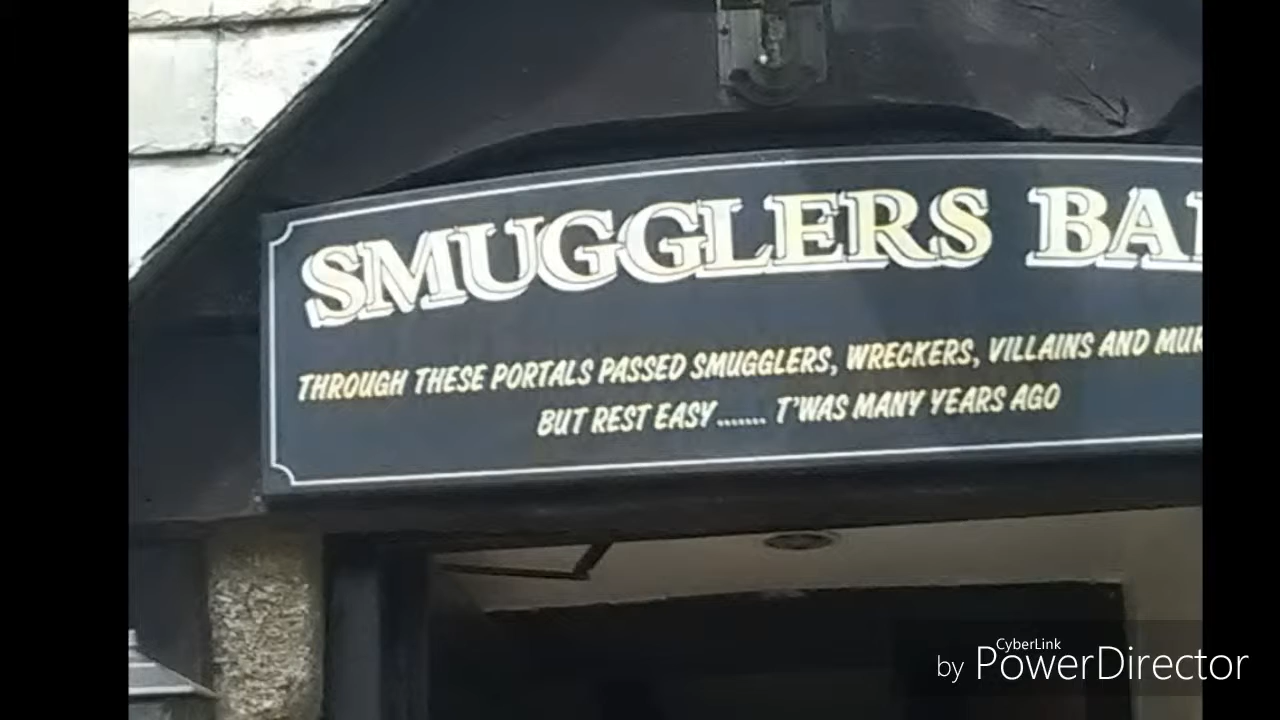 SMUGGLERS
THROUGH THESE PORTALS PASSED SMUGGLERS, WRECKERS, VILLAINS AND
BUT REST EASY....... T'WAS MANY YEARS AGO
CyberLink
by PowerDirector